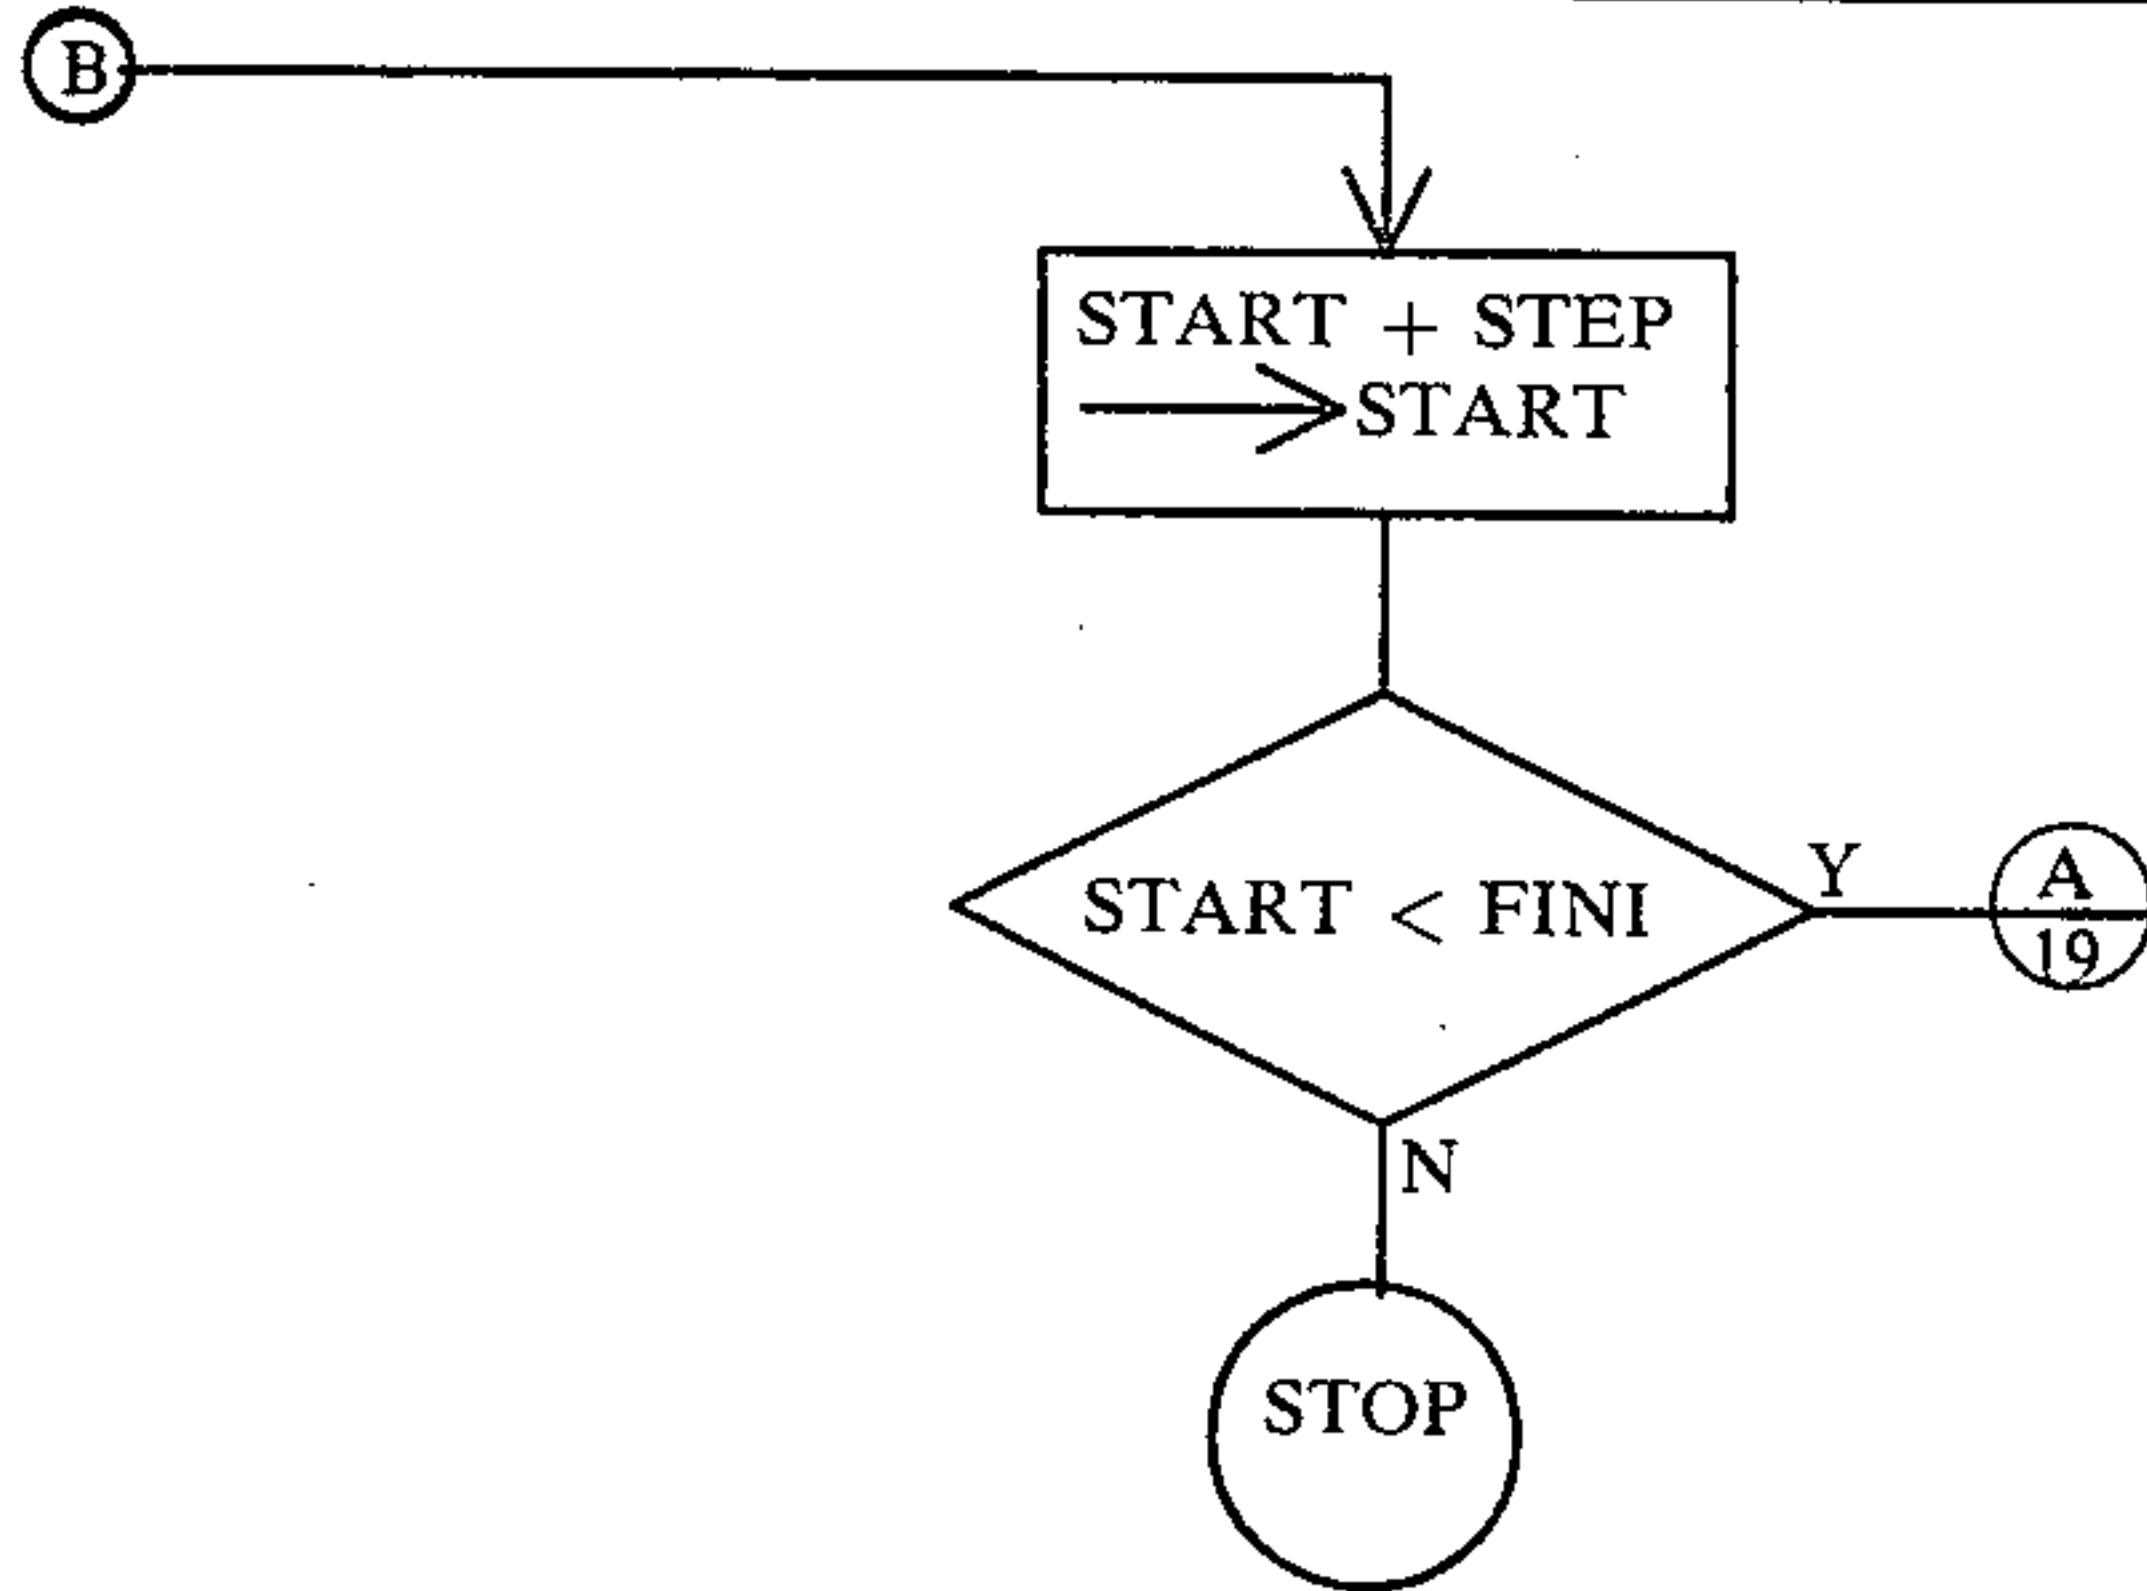 B
START + STEP
⟶START
START < FINI
Y
A
19
N
STOP